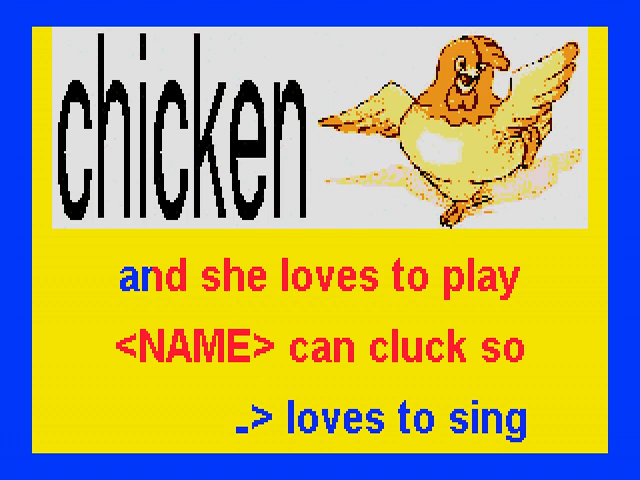 chicken
and she loves to play
<NAME> can cluck so
> loves to sing